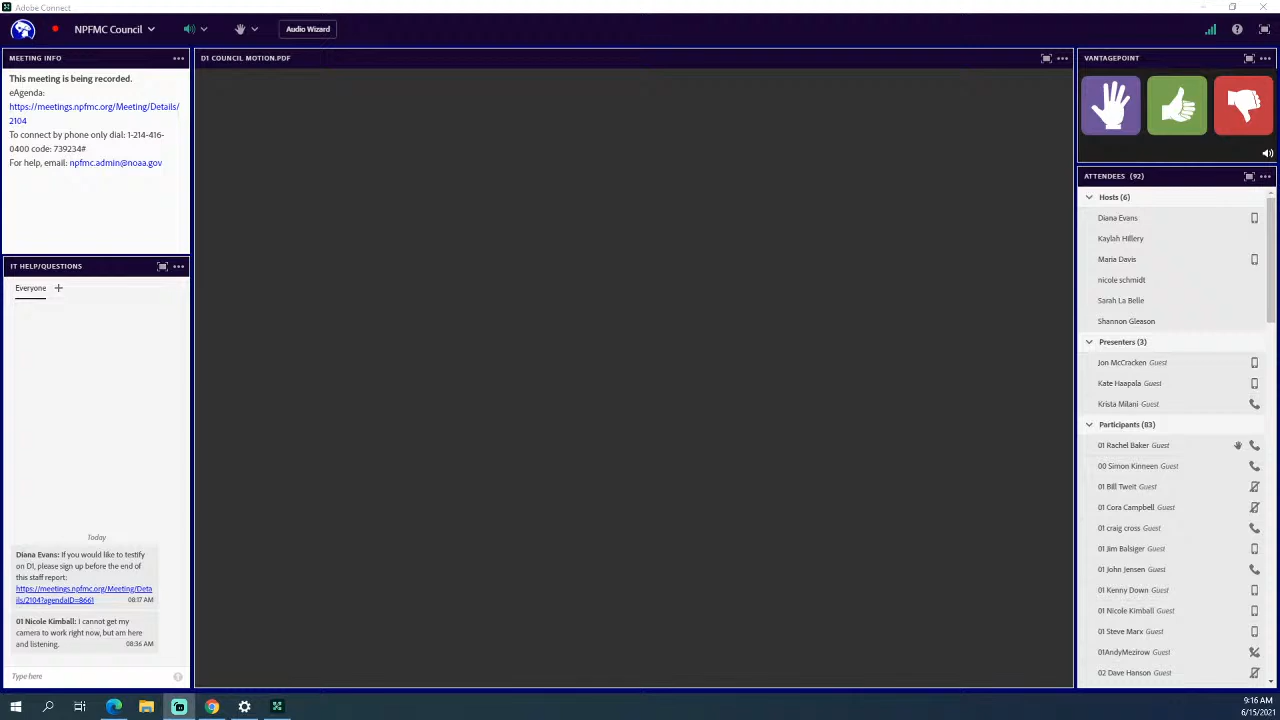 Adobe Connect
NPFMC Council
Audio Wizard
MEETING INFO
This meeting is being recorded.
eAgenda:
https://meetings.npfmc.org/Meeting/Details/
2104
To connect by phone only dial: 1-214-416-
0400 code: 739234#
For help, email: npfmc.admin@noaa.gov
IT HELP/QUESTIONS
Everyone
Today
Diana Evans: If you would like to testify
on D1, please sign up before the end of
this staff report:
https://meetings.npfmc.org/Meeting/Deta
ils/2104?agendaID=8661 08:17 AM
01 Nicole Kimball: I cannot get my
camera to work right now, but am here
and listening. 08:36 AM
Type here
D1 COUNCIL MOTION.PDF
VANTAGEPOINT
ATTENDEES (92)
Hosts (6)
Diana Evans
Kaylah Hillery
Maria Davis
nicole schmidt
Sarah La Belle
Shannon Gleason
Presenters (3)
Jon McCracken Guest
Kate Haapala Guest
Krista Milani Guest
Participants (83)
01 Rachel Baker Guest
00 Simon Kinneen Guest
01 Bill Tweit Guest
01 Cora Campbell Guest
01 craig cross Guest
01 Jim Balsiger Guest
01 John Jensen Guest
01 Kenny Down Guest
01 Nicole Kimball Guest
01 Steve Marx Guest
01AndyMezirow Guest
02 Dave Hanson Guest
9:16 AM
6/15/2021